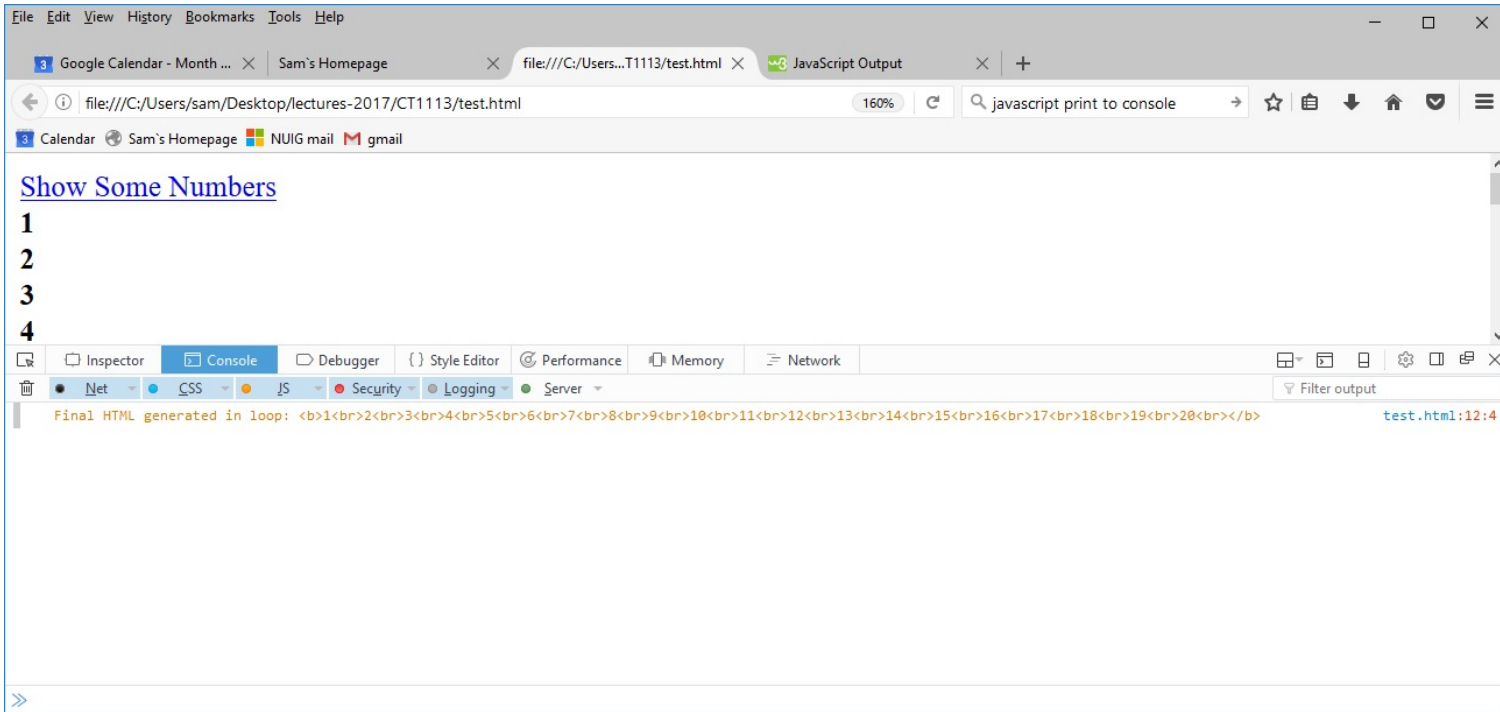 File Edit View History Bookmarks Tools Help
3 Google Calendar - Month ... Sam`s Homepage file:///C:/Users...T1113/test.html JavaScript Output
file:///C:/Users/sam/Desktop/lectures-2017/CT1113/test.html 160% javascript print to console
3 Calendar Sam`s Homepage NUIG mail gmail
Show Some Numbers
1
2
3
4
Inspector Console Debugger { } Style Editor Performance Memory Network
Net CSS JS Security Logging Server Filter output
Final HTML generated in loop: <b>1<br>2<br>3<br>4<br>5<br>6<br>7<br>8<br>9<br>10<br>11<br>12<br>13<br>14<br>15<br>16<br>17<br>18<br>19<br>20<br></b> test.html:12:4